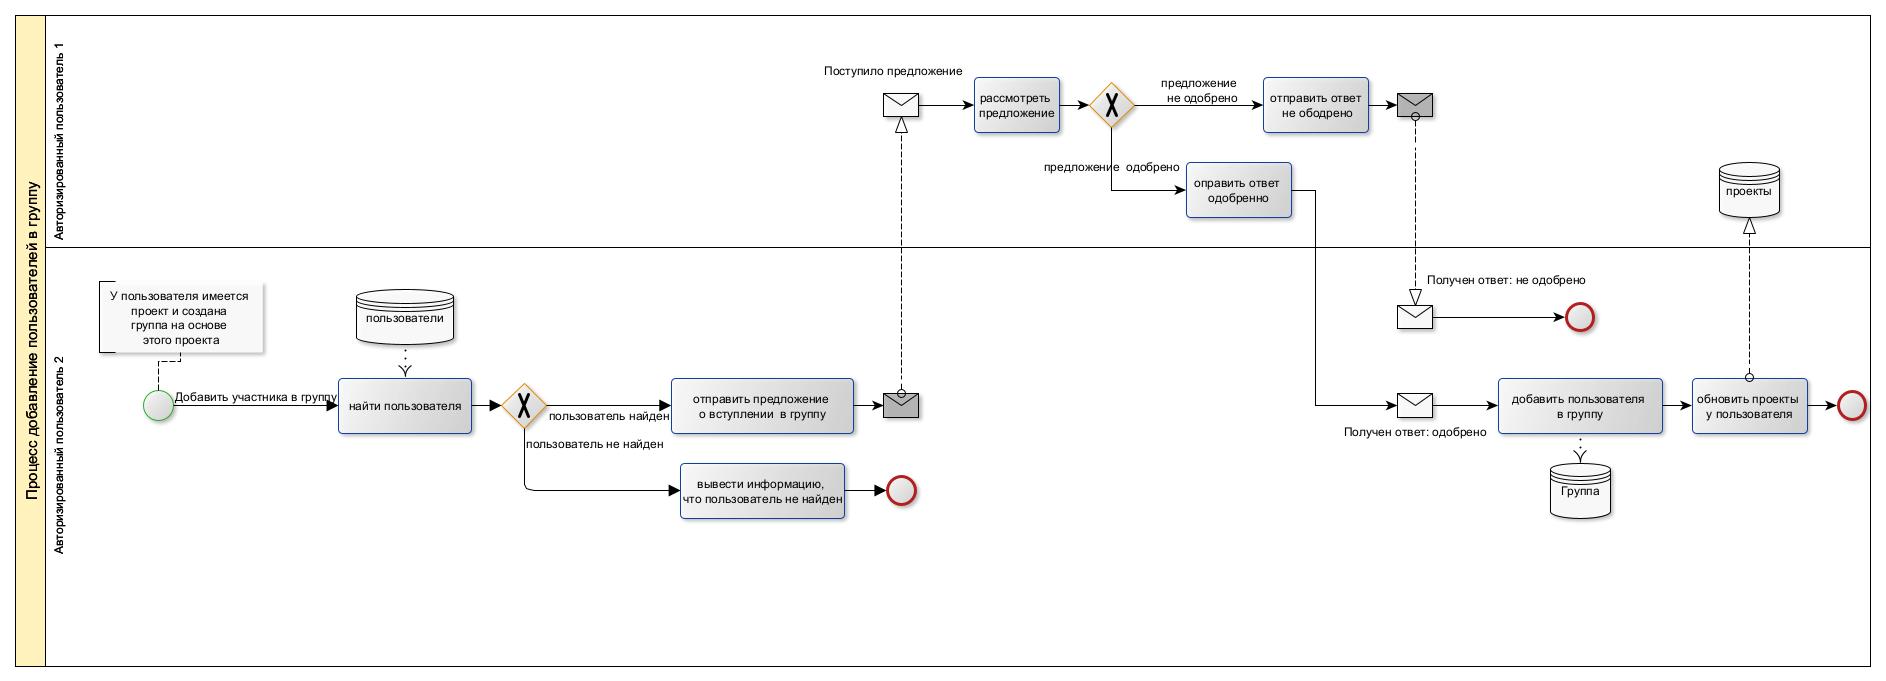 Процесс добавление пользователей в группу
Авторизированный пользователь 1
Поступило предложение
рассмотреть
предложение
предложение
не одобрено
отправить ответ
не ободрено
предложение одобрено
оправить ответ
одобренно
проекты
Авторизированный пользователь 2
У пользователя имеется
проект и создана
группа на основе
этого проекта
пользователи
Добавить участника в группу
найти пользователя
пользователь найден
отправить предложение
о вступлении в группу
пользователь не найден
вывести информацию,
что пользователь не найден
Получен ответ: не одобрено
Получен ответ: одобрено
добавить пользователя
в группу
обновить проекты
у пользователя
Группа